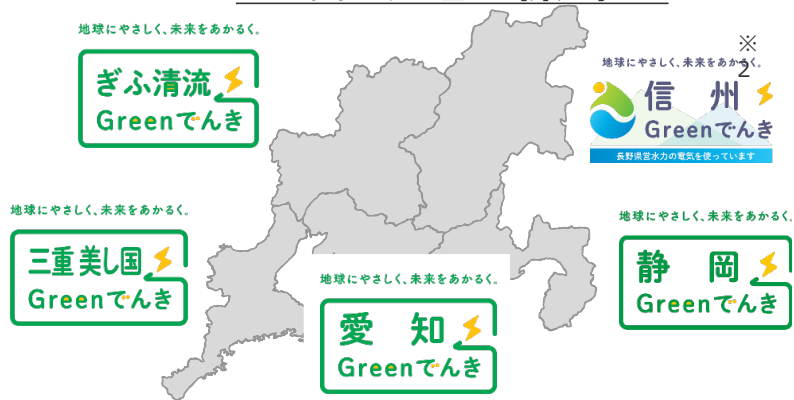 地球にやさしく、未来をあかるく。
ぎふ清流
Greenでんき
※
2
地球にやさしく、未来をあかるく。
信州
Greenでんき
長野県営水力の電気を使っています
地球にやさしく、未来をあかるく。
三重美し国
Greenでんき
地球にやさしく、未来をあかるく。
静岡
Greenでんき
地球にやさしく、未来をあかるく。
愛知
Greenでんき